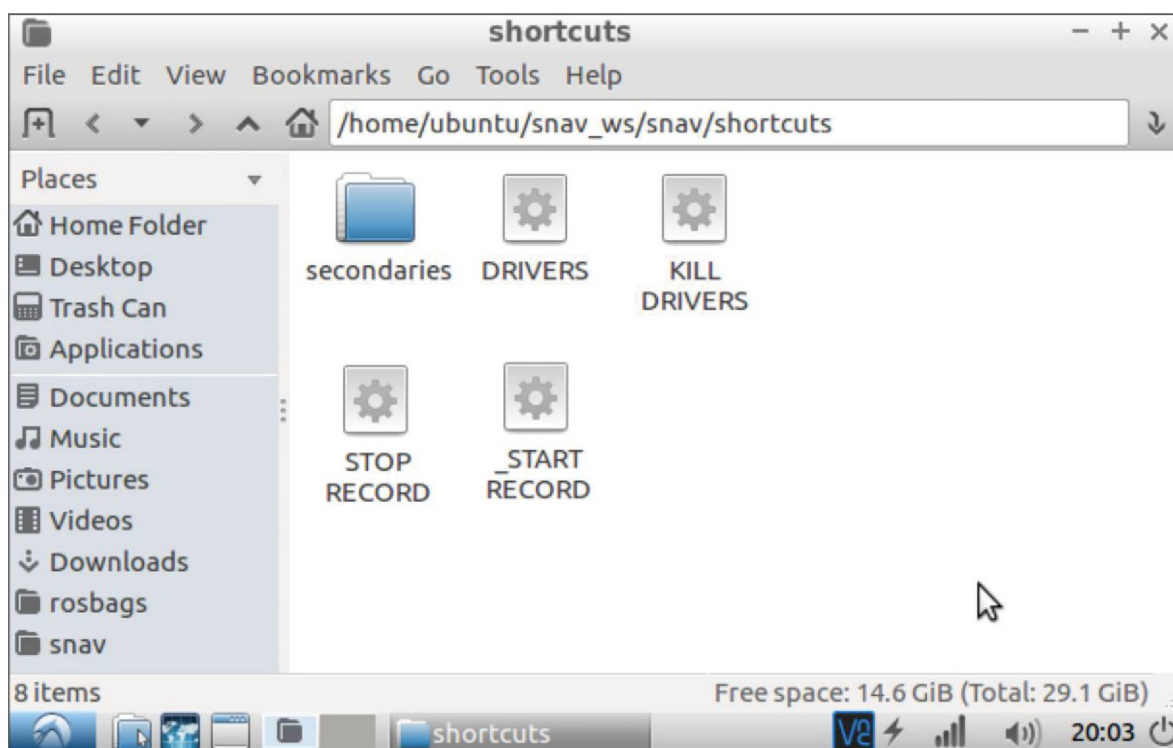 shortcuts
File Edit View Bookmarks Go Tools Help
/home/ubuntu/snav_ws/snav/shortcuts
Places
Home Folder
Desktop
Trash Can
Applications
Documents
Music
Pictures
Videos
Downloads
rosbags
snav
secondaries
DRIVERS
KILL
DRIVERS
STOP
RECORD
_START
RECORD
8 items
Free space: 14.6 GiB (Total: 29.1 GiB)
shortcuts
VE
20:03